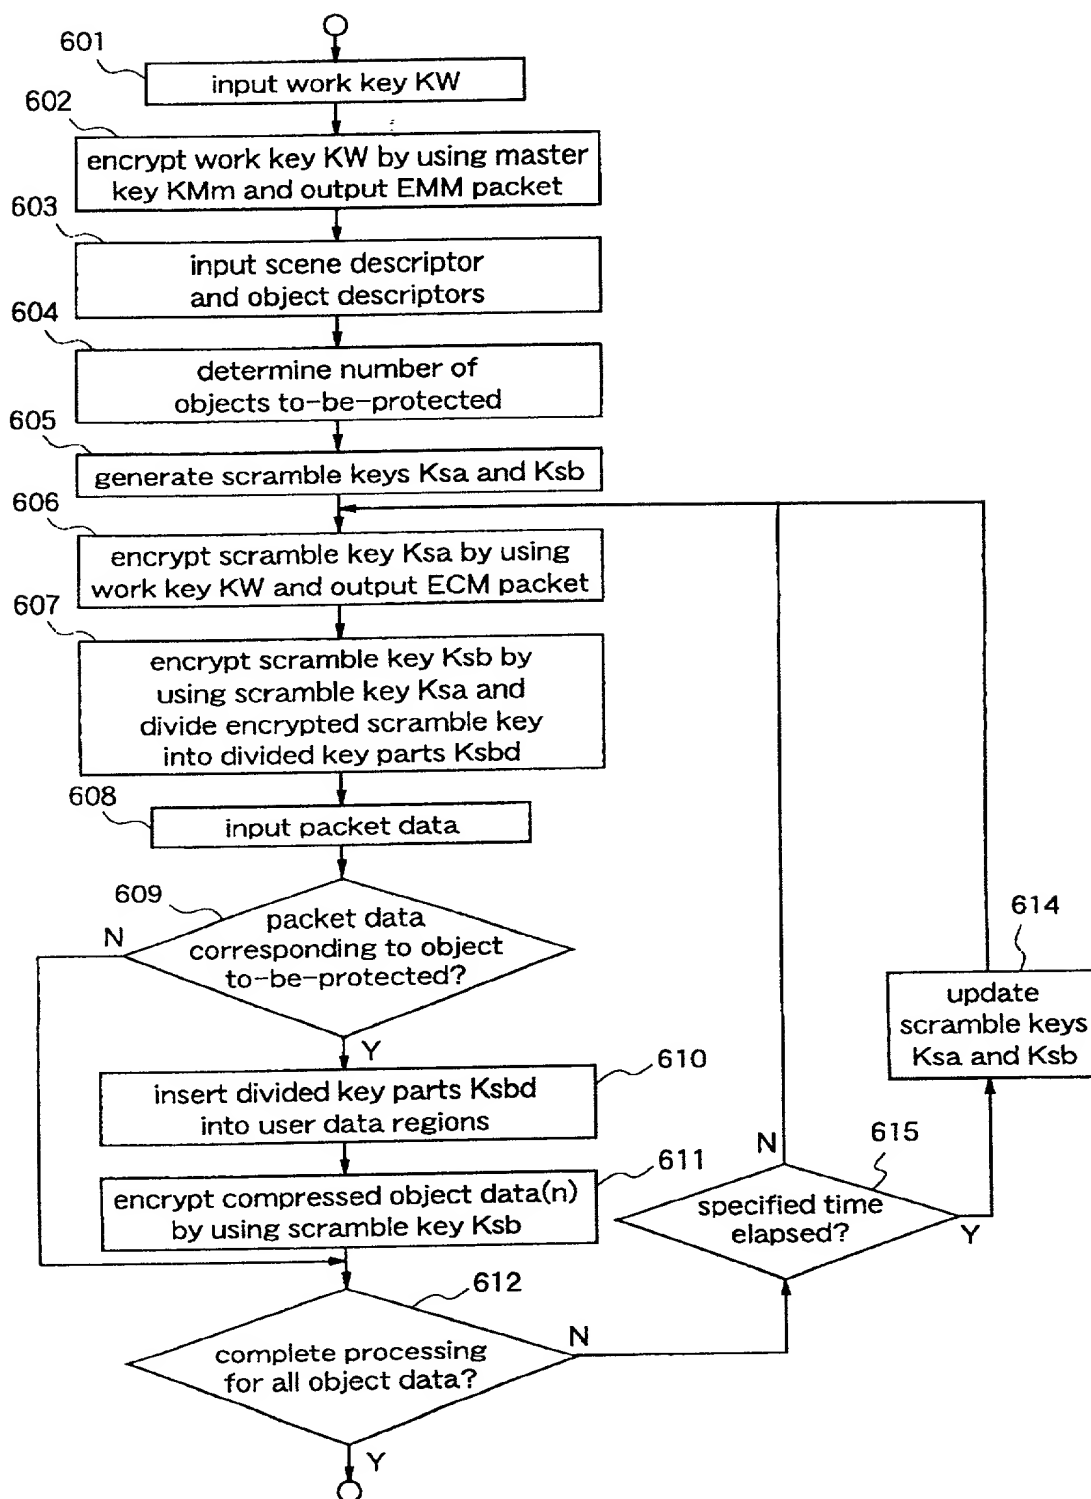 601
input work key KW
602
encrypt work key KW by using master
key KMm and output EMM packet
603
input scene descriptor
and object descriptors
604
determine number of
objects to-be-protected
605
generate scramble keys Ksa and Ksb
606
encrypt scramble key Ksa by using
work key KW and output ECM packet
607
encrypt scramble key Ksb by
using scramble key Ksa and
divide encrypted scramble key
into divided key parts Ksbd
608
input packet data
609
N
packet data
corresponding to object
to-be-protected?
Y
610
insert divided key parts Ksbd
into user data regions
611
encrypt compressed object data(n)
by using scramble key Ksb
612
complete processing
for all object data?
N
Y
615
specified time
elapsed?
N
Y
614
update
scramble keys
Ksa and Ksb